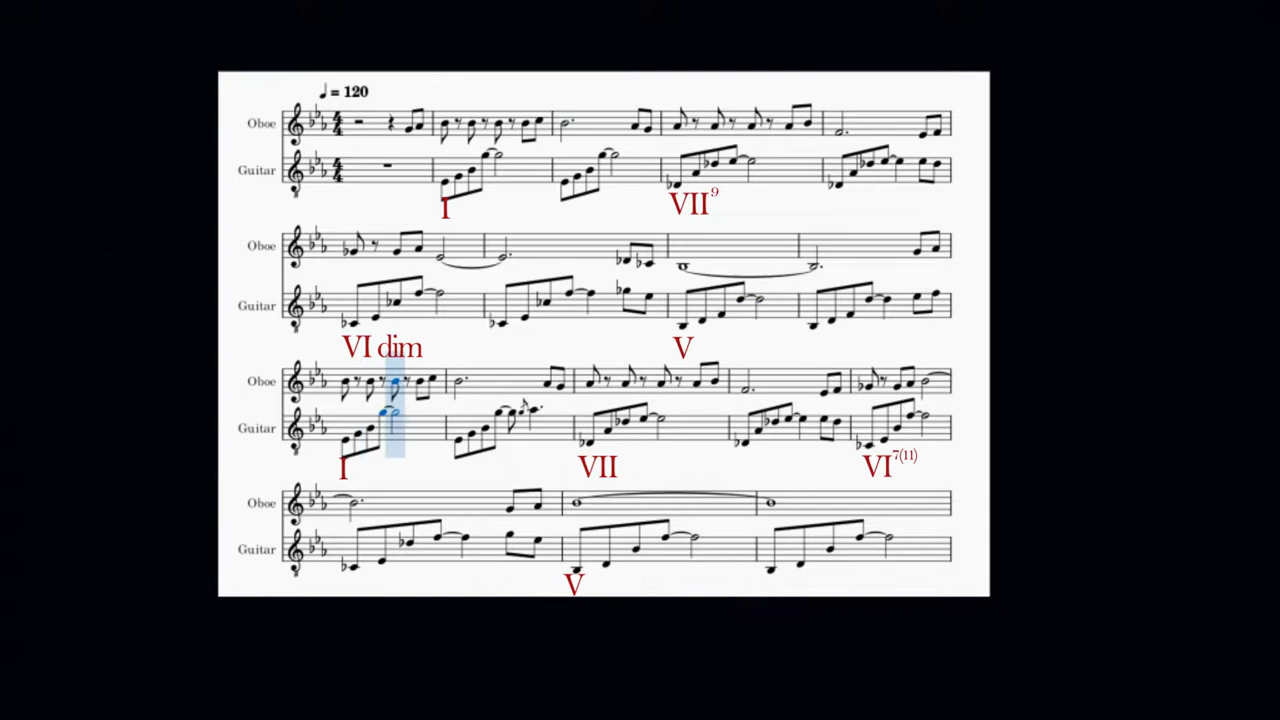 ♩ = 120
Oboe
Guitar
I VII⁹
Oboe
Guitar
VI dim V
Oboe
Guitar
I VII VI⁷⁽¹¹⁾
Oboe
Guitar
V